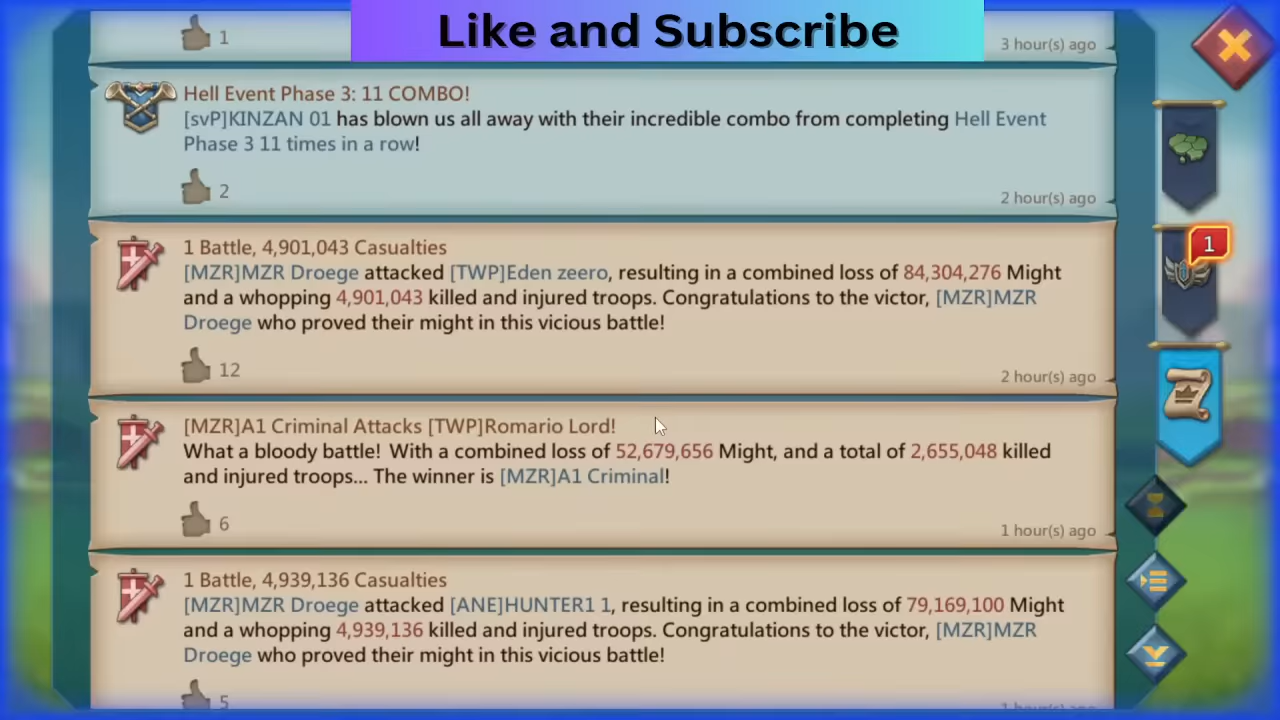 Like and Subscribe
1
3 hour(s) ago
Hell Event Phase 3: 11 COMBO!
[svP]KINZAN 01 has blown us all away with their incredible combo from completing Hell Event
Phase 3 11 times in a row!
2
2 hour(s) ago
1
1 Battle, 4,901,043 Casualties
[MZR]MZR Droege attacked [TWP]Eden zeero, resulting in a combined loss of 84,304,276 Might
and a whopping 4,901,043 killed and injured troops. Congratulations to the victor, [MZR]MZR
Droege who proved their might in this vicious battle!
12
2 hour(s) ago
[MZR]A1 Criminal Attacks [TWP]Romario Lord!
What a bloody battle! With a combined loss of 52,679,656 Might, and a total of 2,655,048 killed
and injured troops... The winner is [MZR]A1 Criminal!
6
1 hour(s) ago
1 Battle, 4,939,136 Casualties
[MZR]MZR Droege attacked [ANE]HUNTER1 1, resulting in a combined loss of 79,169,100 Might
and a whopping 4,939,136 killed and injured troops. Congratulations to the victor, [MZR]MZR
Droege who proved their might in this vicious battle!
5
1 hour(s) ago